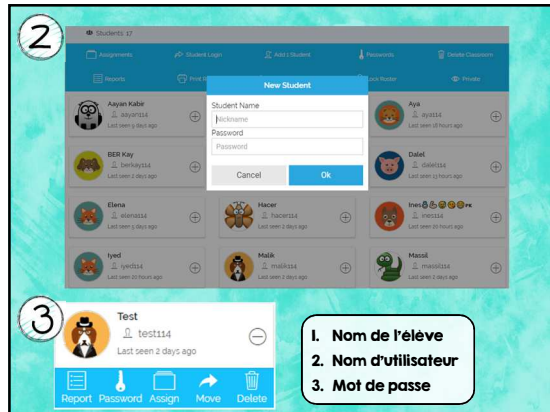 2
Students: 17
Assignments Student Login Add 1 Student Passwords Delete Classroom
Reports Print Lock Roster Private
New Student
Student Name
Nickname
Password
Password
Cancel Ok
Aayan Kabir
aayan114
Last seen 9 days ago
Aya
aya114
Last seen 18 hours ago
BER Kay
berkay114
Last seen 2 days ago
Dalel
dalel114
Last seen 13 hours ago
Elena
elena114
Last seen 5 days ago
Hacer
hacer114
Last seen 2 days ago
Ines
ines114
Last seen 20 hours ago
Iyed
iyed114
Last seen 20 hours ago
Malik
malik114
Last seen 2 days ago
Massil
massil114
Last seen 2 days ago
3
Test
test114
Last seen 2 days ago
Report Password Assign Move Delete
1. Nom de l'élève
2. Nom d'utilisateur
3. Mot de passe